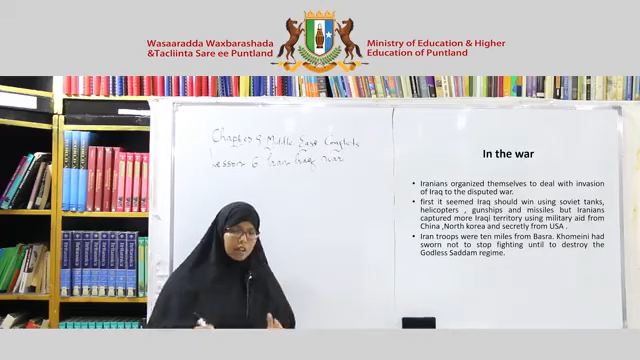 Wasaaradda Waxbarashada
&Tacliinta Sare ee Puntland
Ministry of Education & Higher
Education of Puntland
Chapter 5 Middle East Conflicts
Lesson 6 Iran Iraq war
In the war
• Iranians organized themselves to deal with invasion
of Iraq to the disputed war.
• first it seemed Iraq should win using soviet tanks,
helicopters , gunships and missiles but Iranians
captured more Iraqi territory using military aid from
China ,North korea and secretly from USA .
• Iran troops were ten miles from Basra. Khomeini had
sworn not to stop fighting until to destroy the
Godless Saddam regime.